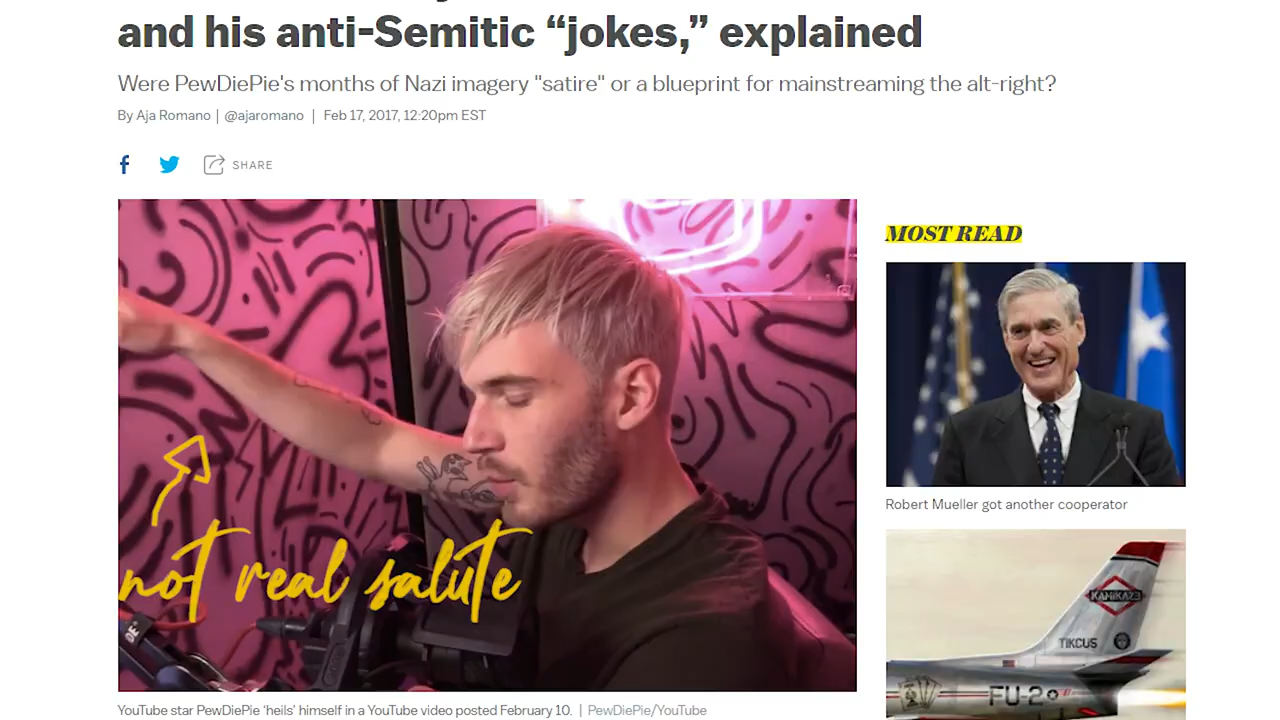 and his anti-Semitic “jokes,” explained
Were PewDiePie's months of Nazi imagery "satire" or a blueprint for mainstreaming the alt-right?
By Aja Romano | @ajaromano | Feb 17, 2017, 12:20pm EST
SHARE
MOST READ
not real salute
Robert Mueller got another cooperator
KAMIKAZE
TIKCUS
FU-2
YouTube star PewDiePie ‘heils’ himself in a YouTube video posted February 10. | PewDiePie/YouTube